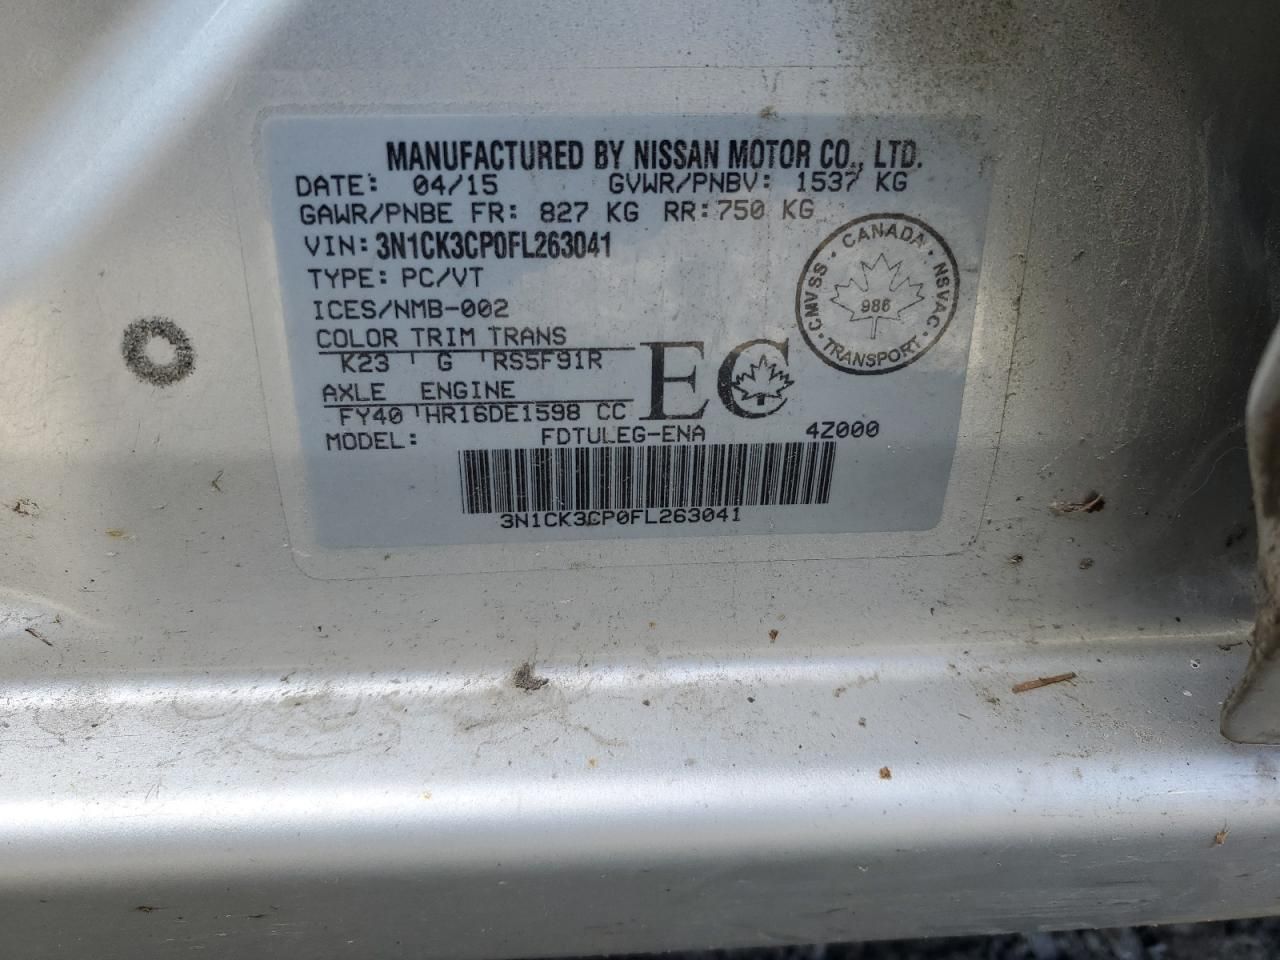 MANUFACTURED BY NISSAN MOTOR CO., LTD.
DATE: 04/15 GVWR/PNBV: 1537 KG
GAWR/PNBE FR: 827 KG RR: 750 KG
VIN: 3N1CK3CP0FL263041
TYPE: PC/VT
ICES/NMB-002
COLOR TRIM TRANS
K23 G RS5F91R
AXLE ENGINE
FY40 HR16DE1598 CC
MODEL: FDTULEG-ENA 4Z000
3N1CK3CP0FL263041
EC
CANADA
CMVSS
NSVAC
986
TRANSPORT